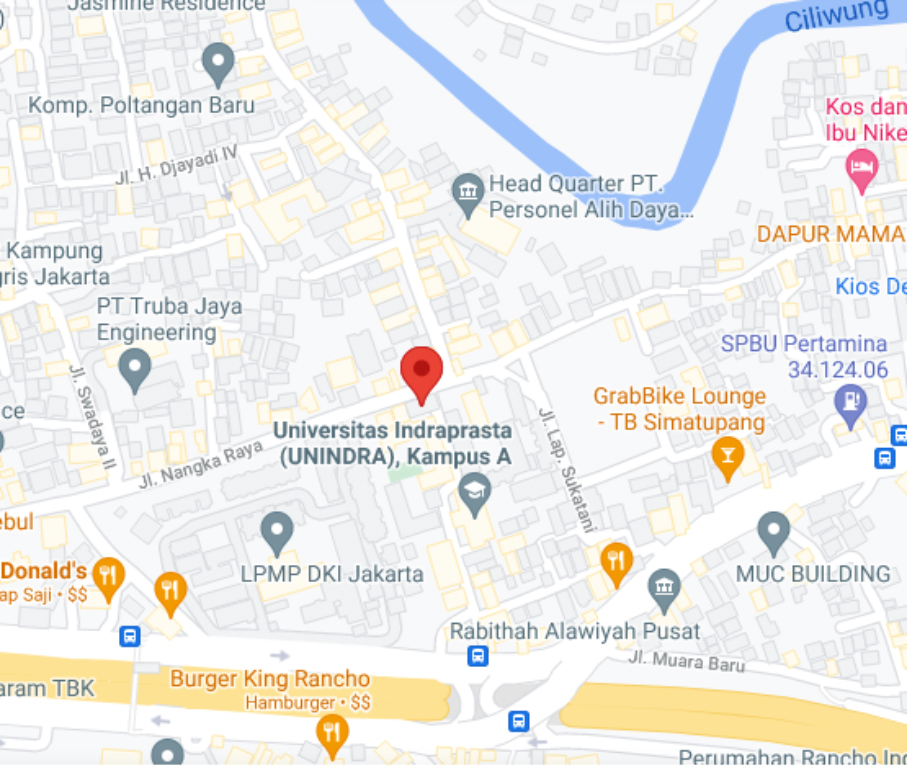 Jasmine Residence
Ciliwung
Komp. Poltangan Baru
Kos dan
Ibu Nike
Jl. H. Djayadi IV
Head Quarter PT.
Personel Alih Daya...
DAPUR MAMA
Kampung
gris Jakarta
Kios De
PT Truba Jaya
Engineering
SPBU Pertamina
34.124.06
Jl. Swadaya II
GrabBike Lounge
- TB Simatupang
ce
Universitas Indraprasta
(UNINDRA), Kampus A
Jl. Lap. Sukatani
Jl. Nangka Raya
ebul
Donald's
ap Saji • $$
LPMP DKI Jakarta
MUC BUILDING
Rabithah Alawiyah Pusat
Jl. Muara Baru
aram TBK
Burger King Rancho
Hamburger • $$
Perumahan Rancho Ind